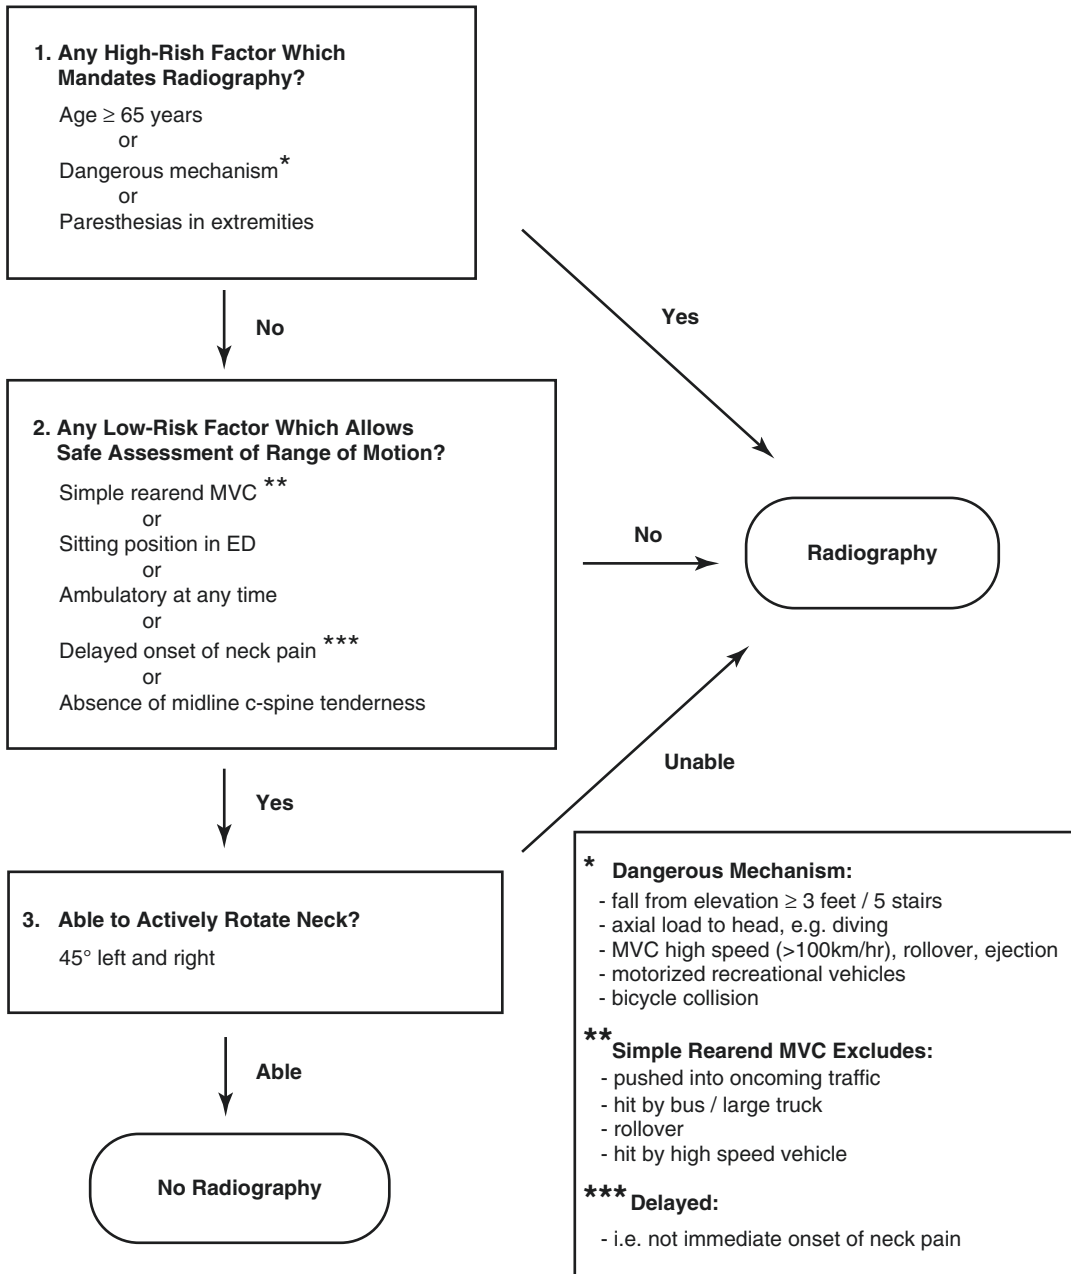 1. Any High-Rish Factor Which
Mandates Radiography?
Age ≥ 65 years
or
Dangerous mechanism*
or
Paresthasias in extremities
No
Yes
2. Any Low-Risk Factor Which Allows
Safe Assessment of Range of Motion?
Simple rearend MVC **
or
Sitting position in ED
or
Ambulatory at any time
or
Delayed onset of neck pain ***
or
Absence of midline c-spine tenderness
No
Radiography
Yes
Unable
3. Able to Actively Rotate Neck?
45° left and right
Able
No Radiography
* Dangerous Mechanism:
- fall from elevation ≥ 3 feet / 5 stairs
- axial load to head, e.g. diving
- MVC high speed (>100km/hr), rollover, ejection
- motorized recreational vehicles
- bicycle collision
** Simple Rearend MVC Excludes:
- pushed into oncoming traffic
- hit by bus / large truck
- rollover
- hit by high speed vehicle
*** Delayed:
- i.e. not immediate onset of neck pain